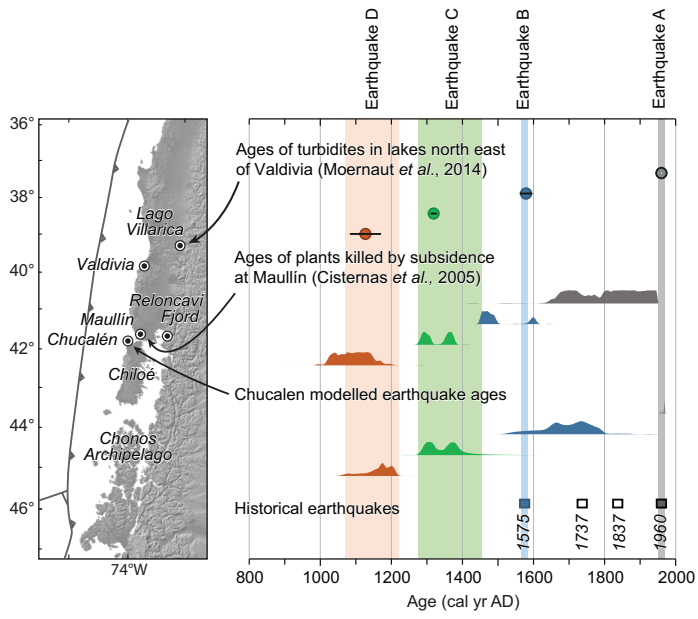 Earthquake D
Earthquake C
Earthquake B
Earthquake A
36°
38°
40°
42°
44°
46°
74°W
Lago
Villarica
Valdivia
Reloncavi
Fjord
Maullín
Chucalén
Chiloé
Chonos
Archipelago
Ages of turbidites in lakes north east
of Valdivia (Moernaut et al., 2014)
Ages of plants killed by subsidence
at Maullín (Cisternas et al., 2005)
Chucalen modelled earthquake ages
Historical earthquakes
1575
1737
1837
1960
800
1000
1200
1400
1600
1800
2000
Age (cal yr AD)